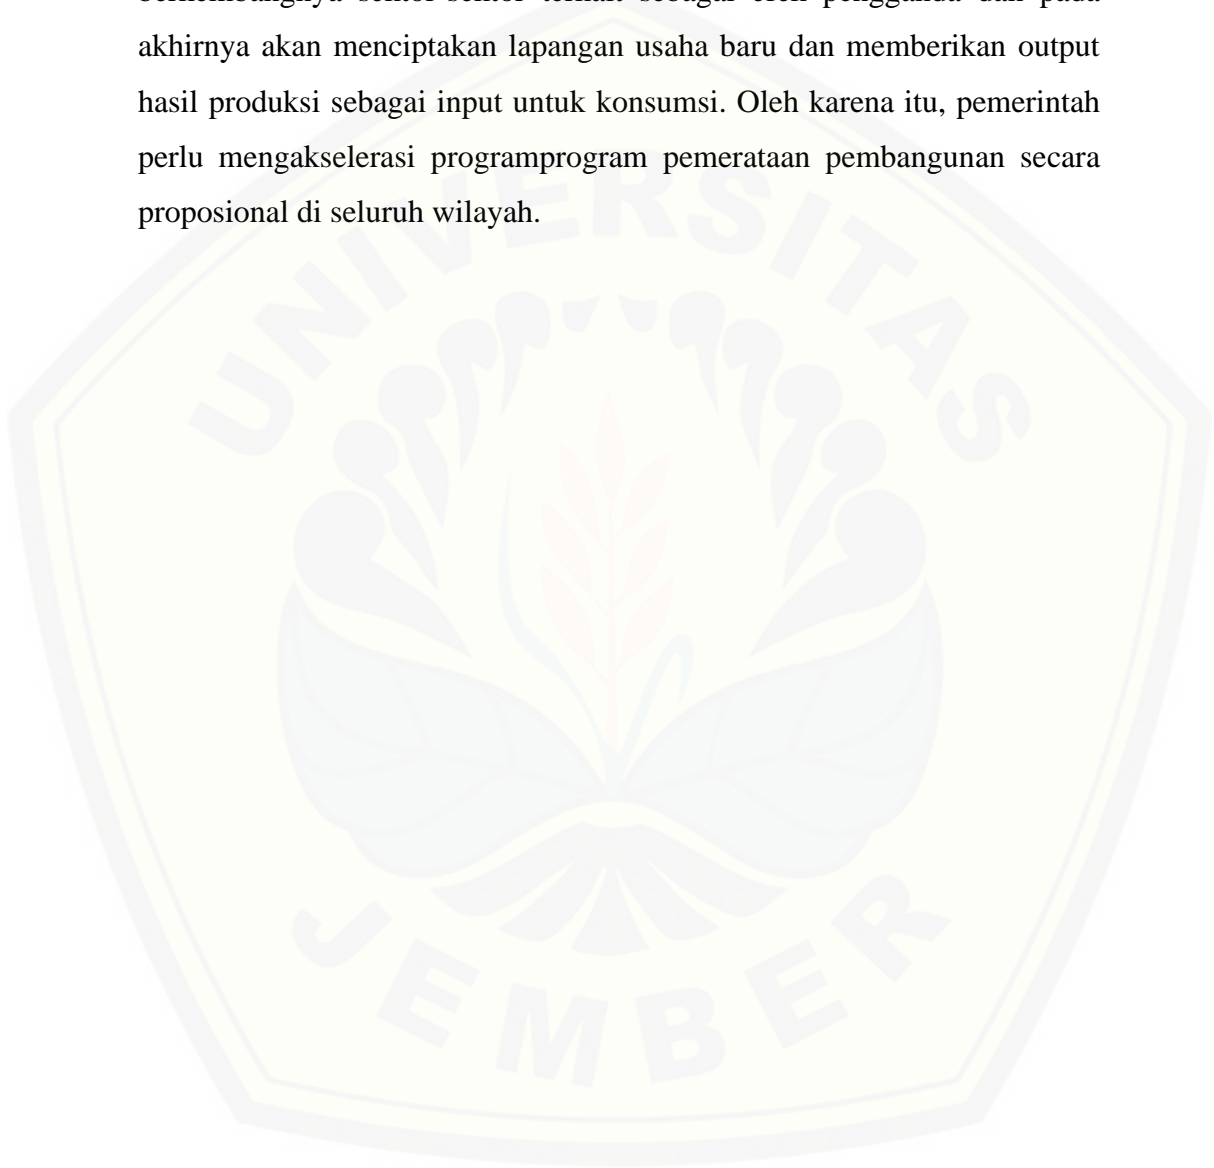 akhirnya akan menciptakan lapangan usaha baru dan memberikan output
hasil produksi sebagai input untuk konsumsi. Oleh karena itu, pemerintah
perlu mengakselerasi programprogram pemerataan pembangunan secara
proposional di seluruh wilayah.
UNIVERSITAS
JEMBER